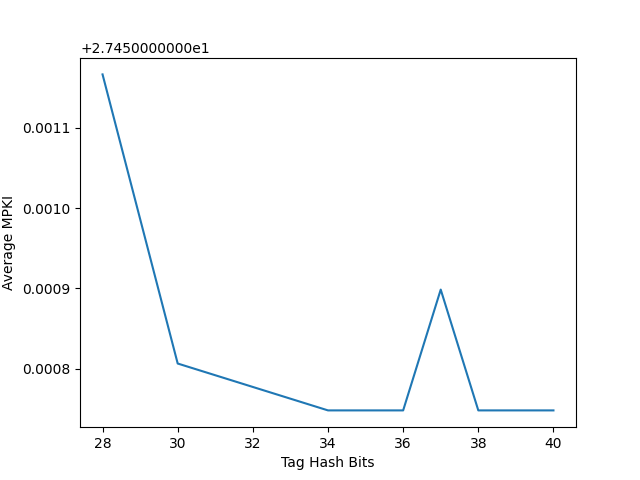 +2.7450000000e1
0.0011
0.0010
0.0009
0.0008
Average MPKI
28 30 32 34 36 38 40
Tag Hash Bits